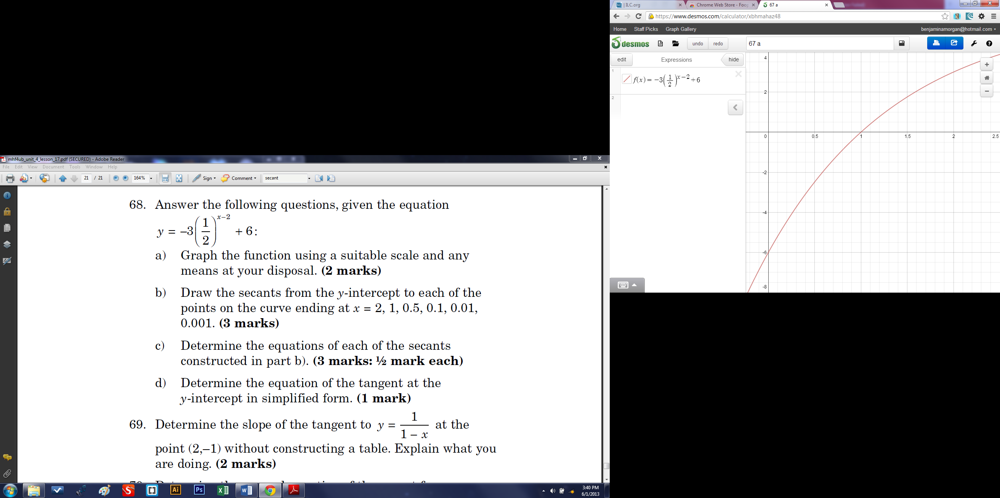 | ILC.org
Chrome Web Store - Foop
67 a
https://www.desmos.com/calculator/xbhmahaz48
Home Staff Picks Graph Gallery
benjaminamorgan@hotmail.com
desmos
undo redo
67 a
edit Expressions hide
1
f(x) = −3(1/2)^x−2 + 6
2
4
2
0 0.5 1 1.5 2 2.5
-2
-4
-6
-8
mhf4ub_unit_4_lesson_17.pdf (SECURED) - Adobe Reader
File Edit View Document Tools Window Help
21 / 21 164% Sign Comment secant
68. Answer the following questions, given the equation
y = −3(1/2)^x−2 + 6:
a) Graph the function using a suitable scale and any
means at your disposal. (2 marks)
b) Draw the secants from the y-intercept to each of the
points on the curve ending at x = 2, 1, 0.5, 0.1, 0.01,
0.001. (3 marks)
c) Determine the equations of each of the secants
constructed in part b). (3 marks: ½ mark each)
d) Determine the equation of the tangent at the
y-intercept in simplified form. (1 mark)
69. Determine the slope of the tangent to y = 1/(1 − x) at the
point (2,−1) without constructing a table. Explain what you
are doing. (2 marks)
Ai Ps
3:40 PM
6/1/2013